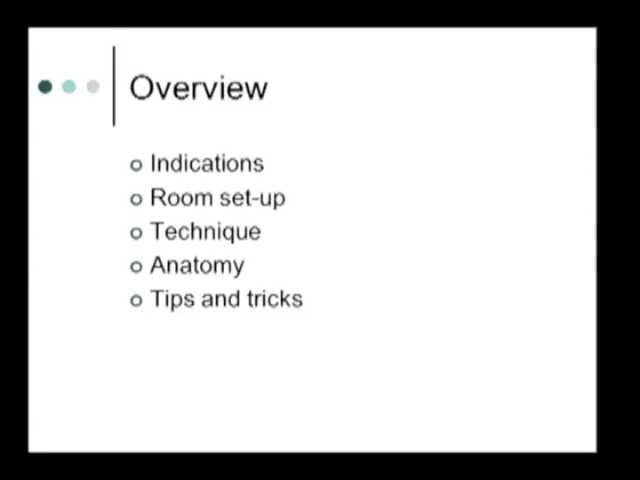 Overview
Indications
Room set-up
Technique
Anatomy
Tips and tricks